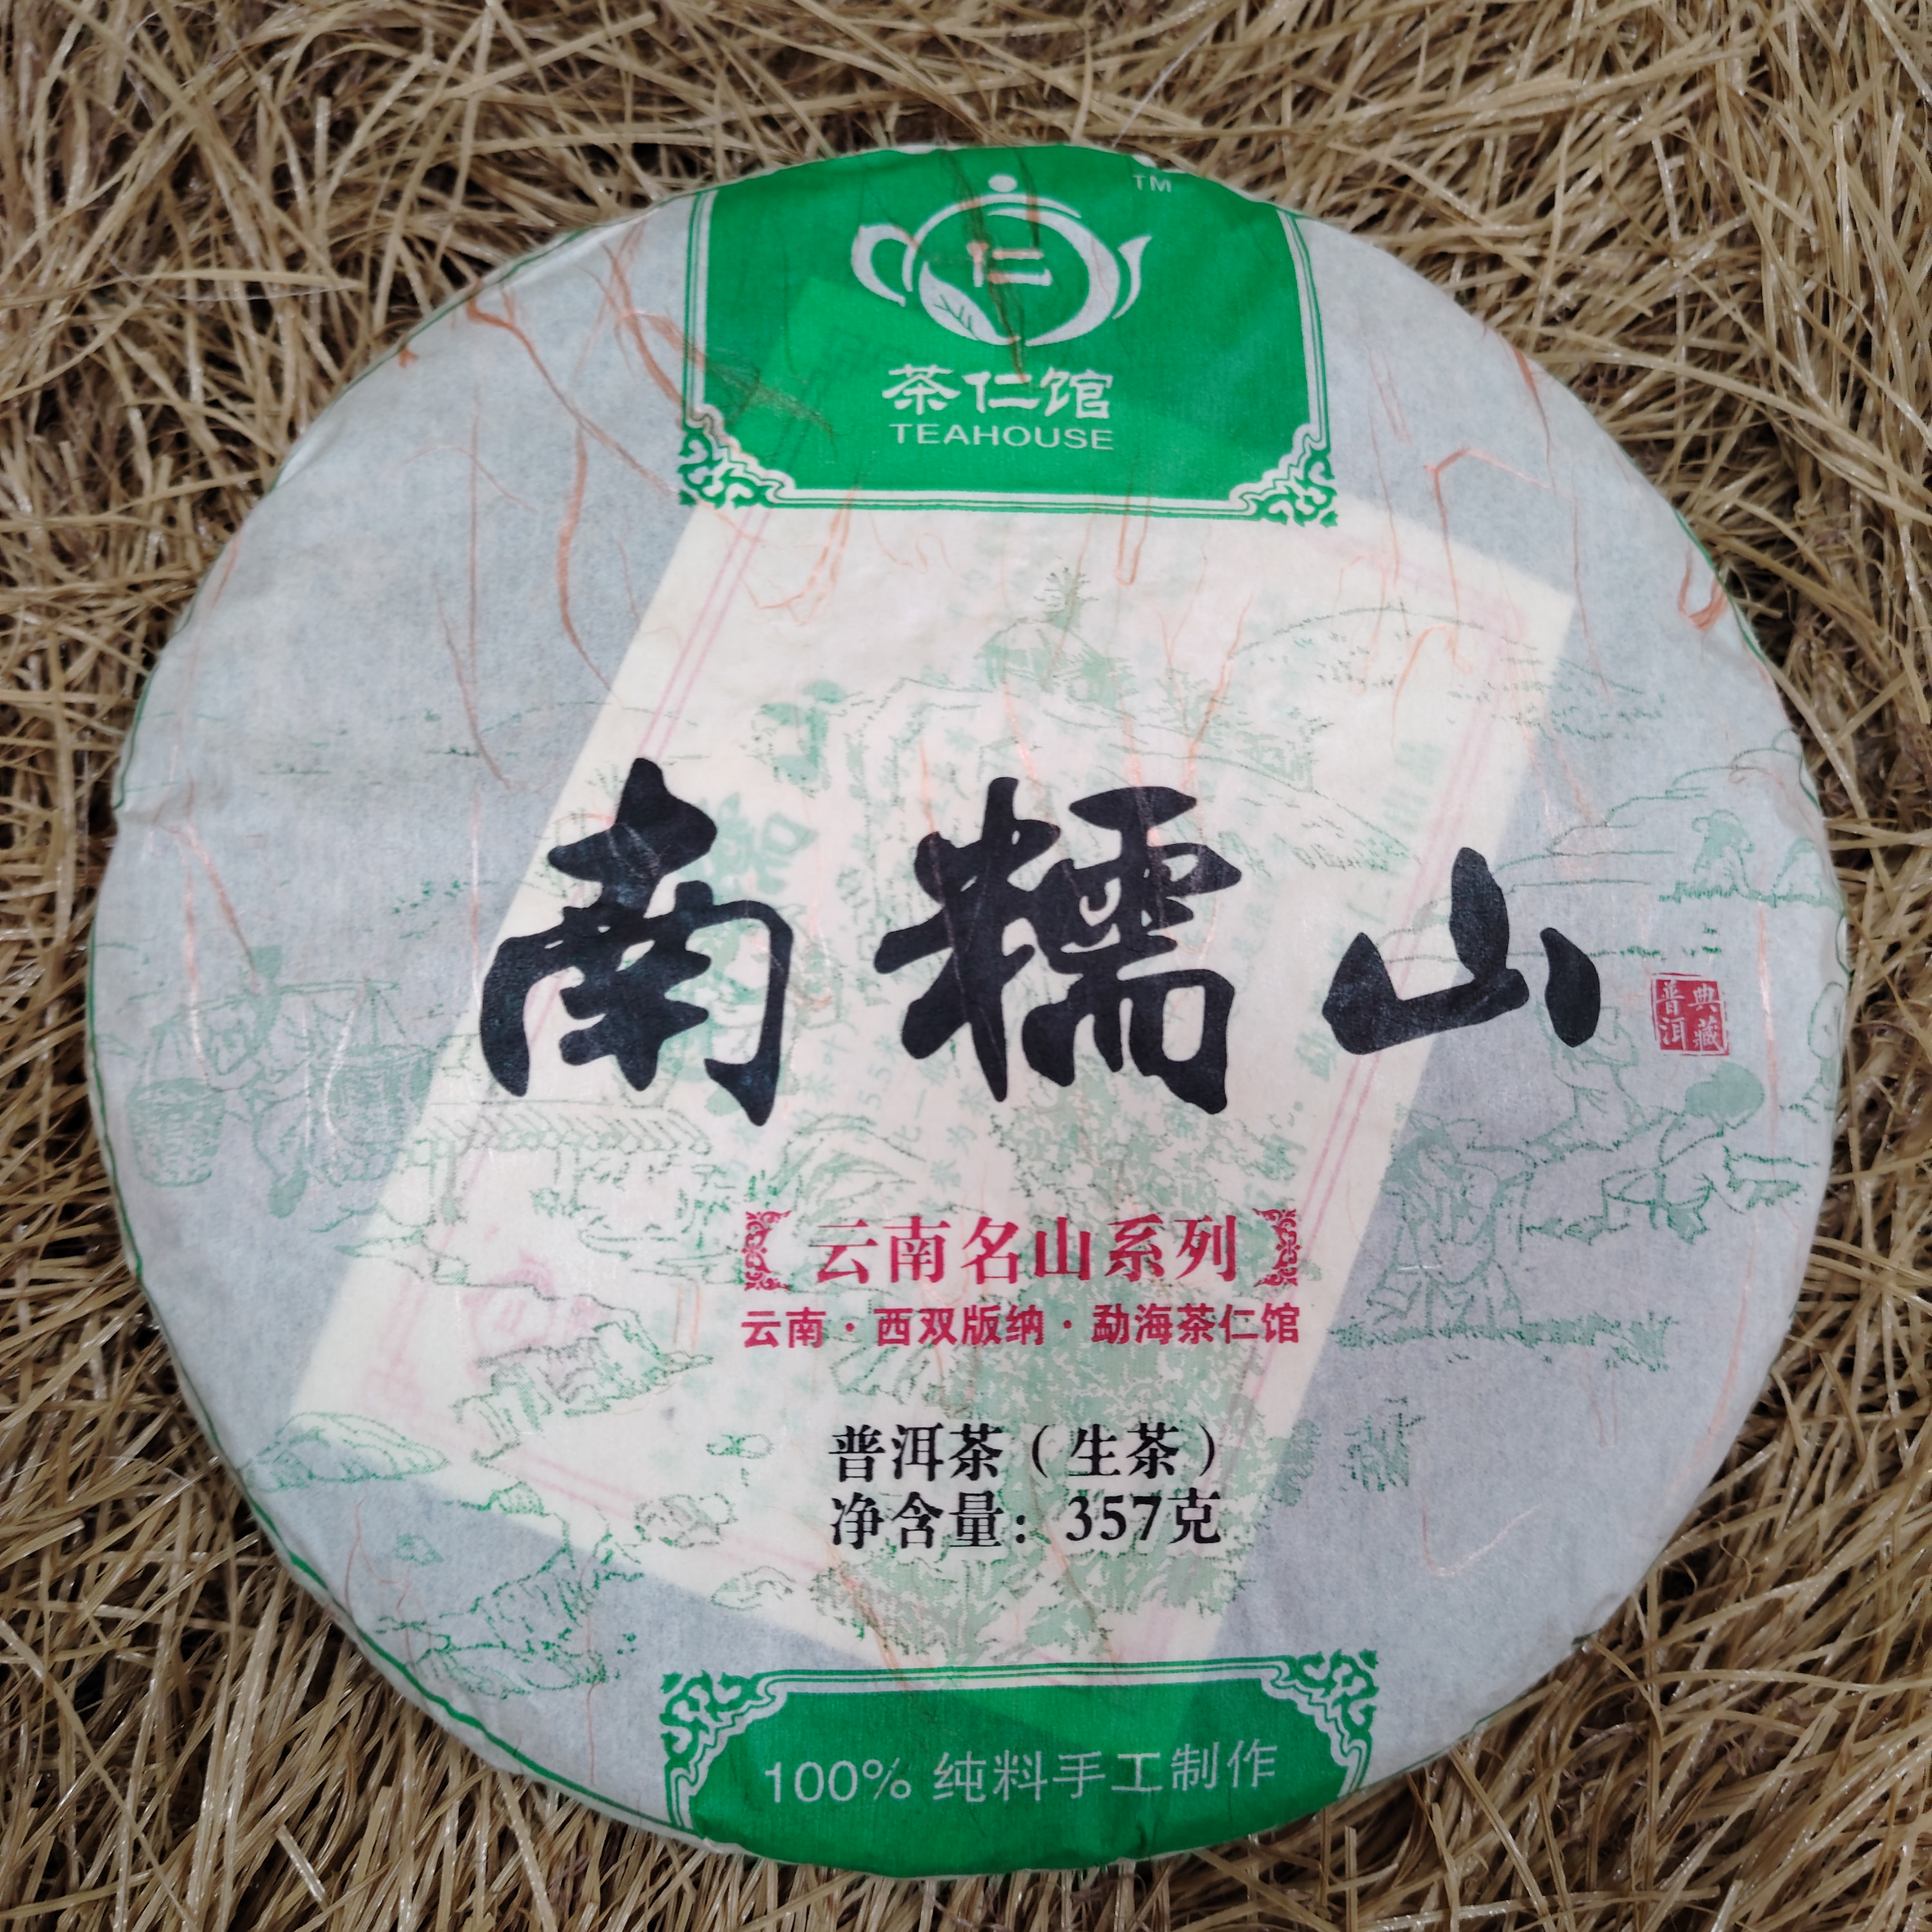 TM
仁
茶仁馆
TEAHOUSE
南糯山
典藏
普洱
云南名山系列
云南·西双版纳·勐海茶仁馆
普洱茶（生茶）
净含量：357克
100% 纯料手工制作